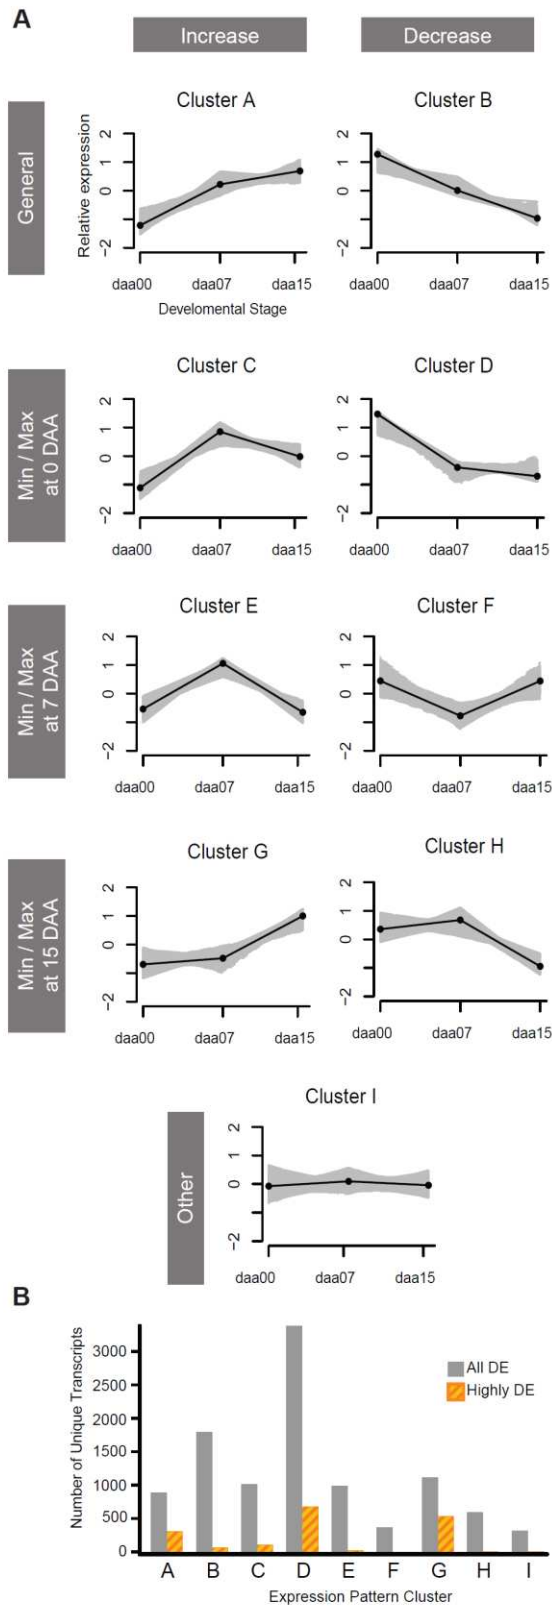 A
Increase
Decrease
General
Cluster A
Relative expression
2
0
−2
daa00 daa07 daa15
Develomental Stage
Cluster B
2
0
−2
daa00 daa07 daa15
Min / Max
at 0 DAA
Cluster C
2
1
0
−2
daa00 daa07 daa15
Cluster D
2
1
0
−2
daa00 daa07 daa15
Min / Max
at 7 DAA
Cluster E
2
1
0
−2
daa00 daa07 daa15
Cluster F
2
1
0
−2
daa00 daa07 daa15
Min / Max
at 15 DAA
Cluster G
2
1
0
−2
daa00 daa07 daa15
Cluster H
2
1
0
−2
daa00 daa07 daa15
Other
Cluster I
2
1
0
−2
daa00 daa07 daa15
B
Number of Unique Transcripts
3000
2500
2000
1500
1000
500
0
All DE
Highly DE
A B C D E F G H I
Expression Pattern Cluster